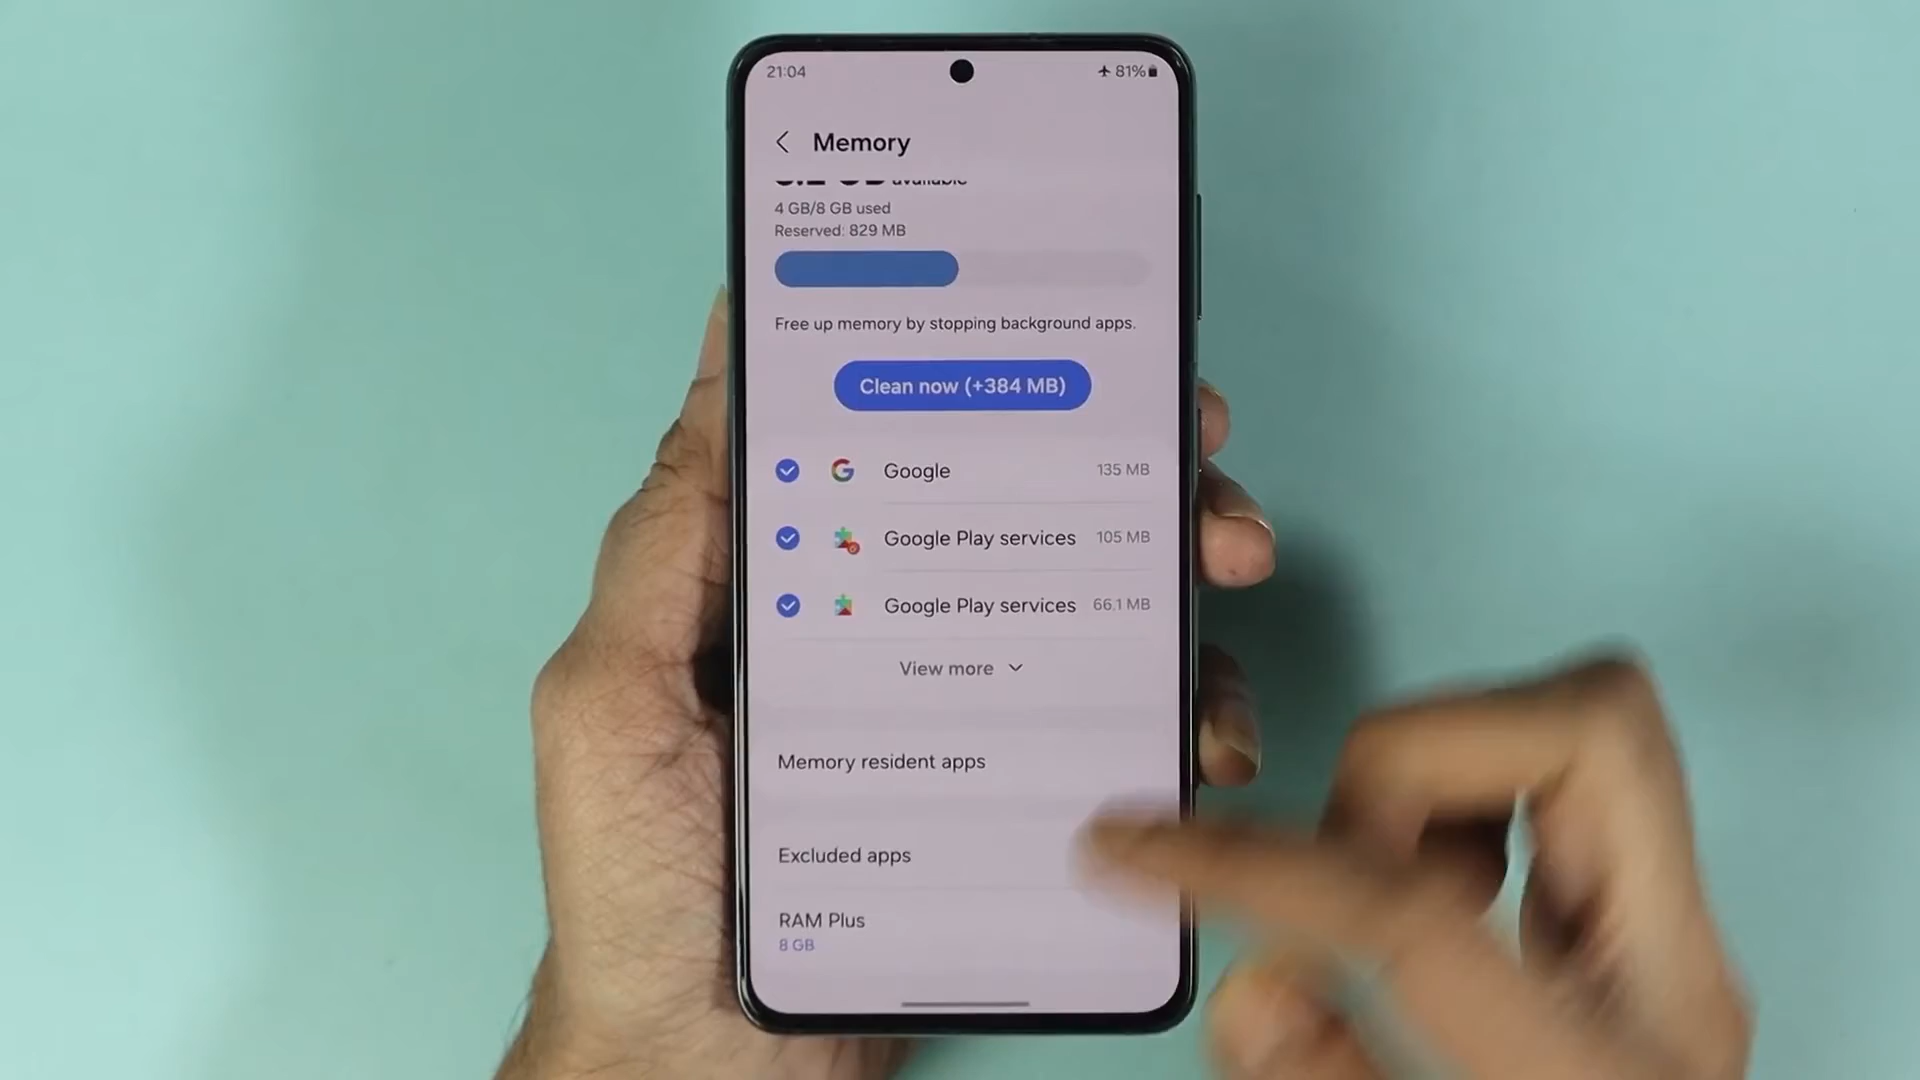 21:04
81%
Memory
available
4 GB/8 GB used
Reserved: 829 MB
Free up memory by stopping background apps.
Clean now (+384 MB)
Google 135 MB
Google Play services 105 MB
Google Play services 66.1 MB
View more
Memory resident apps
Excluded apps
RAM Plus
8 GB